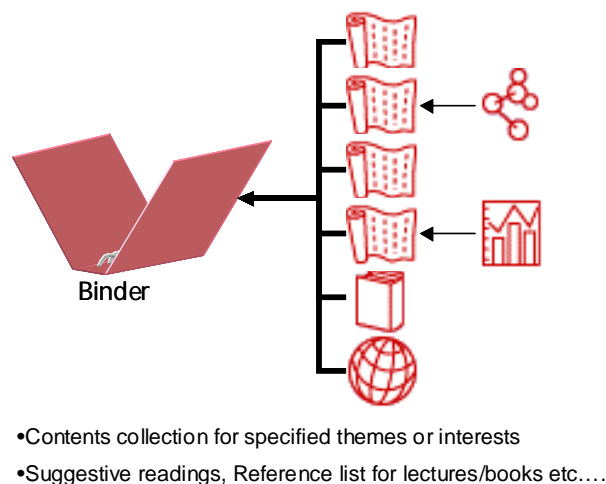 Binder
•Contents collection for specified themes or interests
•Suggestive readings, Reference list for lectures/books etc.…